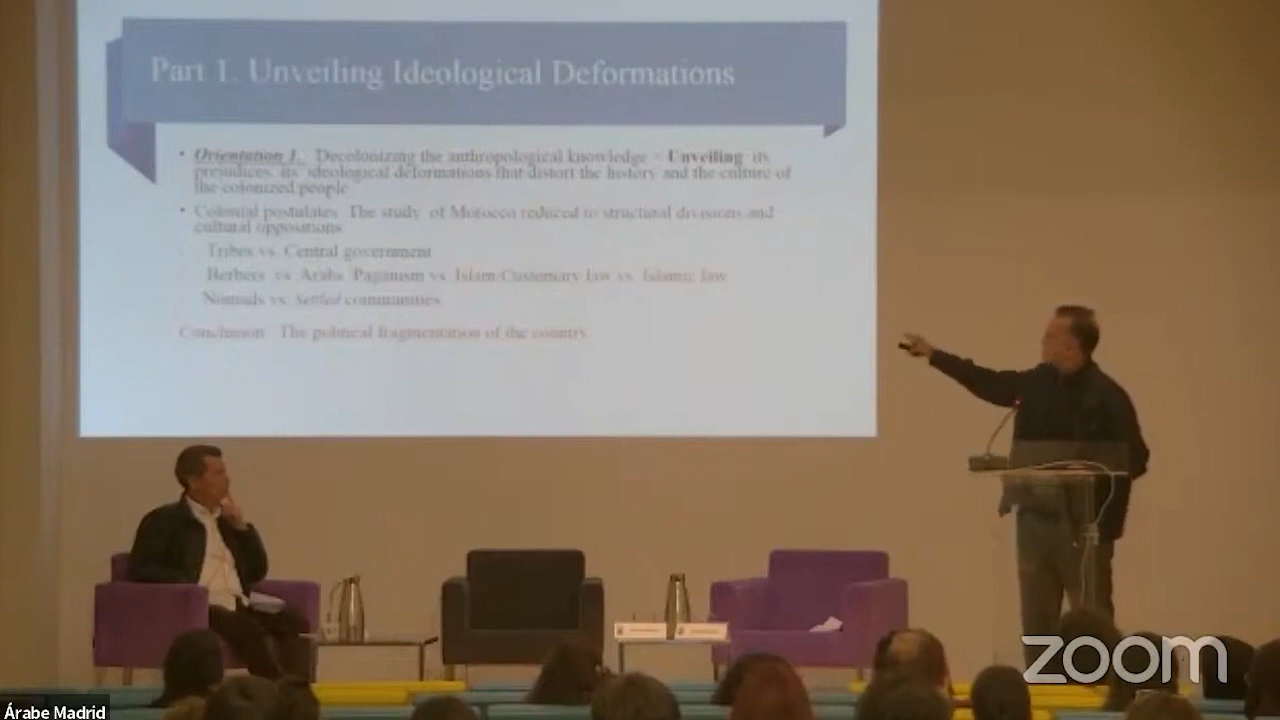 Part 1. Unveiling Ideological Deformations
• Orientation 1. Decolonizing the anthropological knowledge = Unveiling its
prejudices, its ideological deformations that distort the history and the culture of
the colonized people
• Colonial postulates The study of Morocco reduced to structural divisions and
cultural oppositions
Tribes vs. Central government
Berbers vs Arabs Paganism vs Islam/Customary law vs. Islamic law
Nomads vs. Settled communities
Conclusion The political fragmentation of the country
zoom
Árabe Madrid